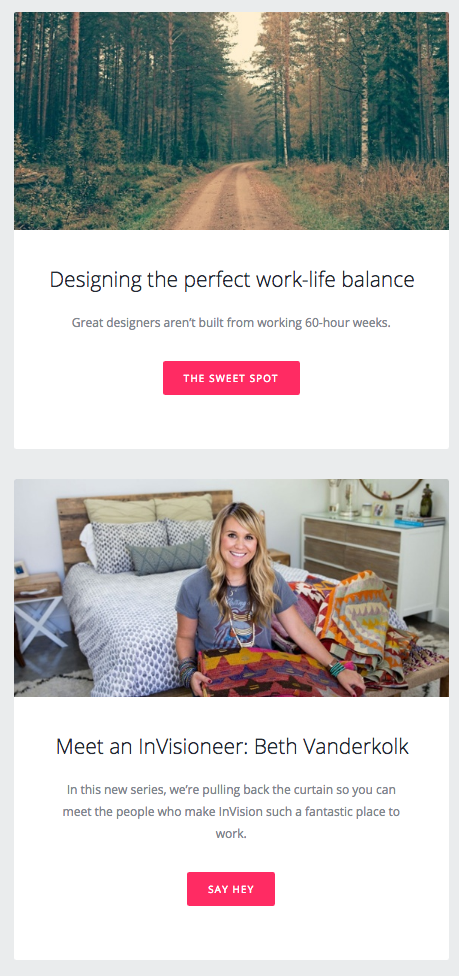 Designing the perfect work-life balance
Great designers aren't built from working 60-hour weeks.
THE SWEET SPOT
Meet an InVisioneer: Beth Vanderkolk
In this new series, we're pulling back the curtain so you can
meet the people who make InVision such a fantastic place to
work.
SAY HEY